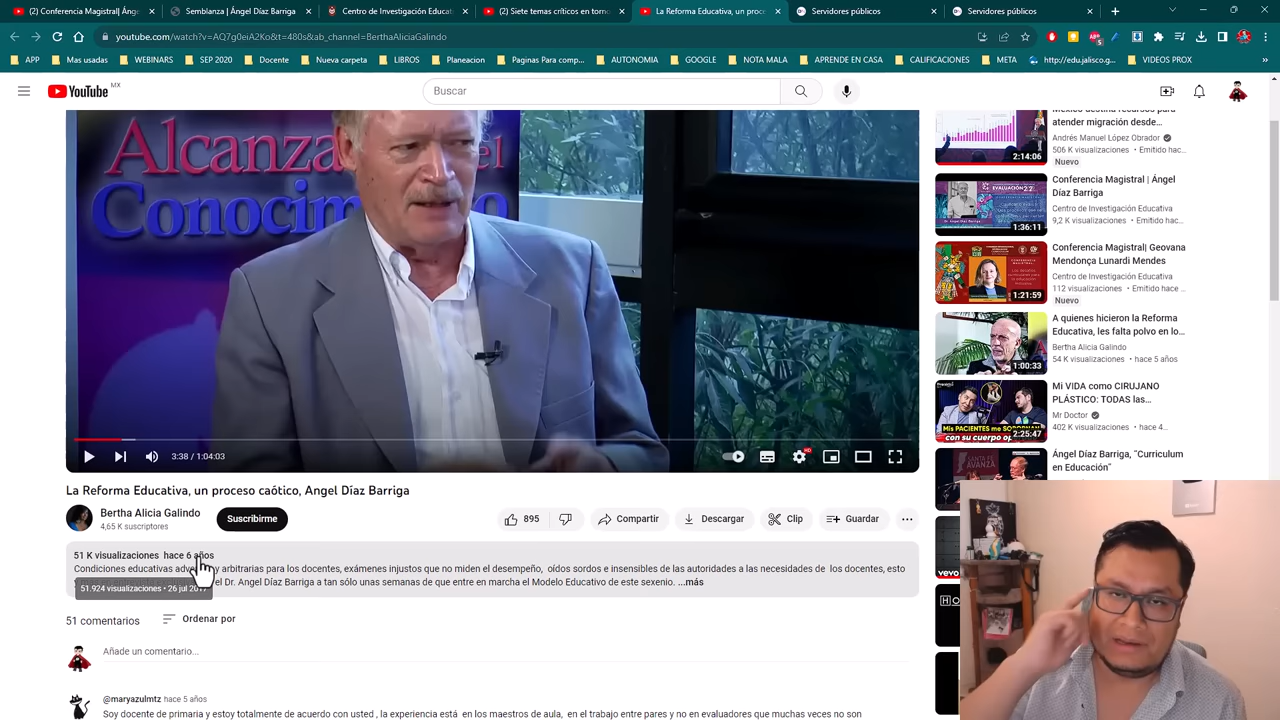 (2) Conferencia Magistral | Áng
Semblanza | Ángel Díaz Barriga
Centro de Investigación Educat
(2) Siete temas críticos en torno
La Reforma Educativa, un proce
Servidores públicos
Servidores públicos
youtube.com/watch?v=AQ7g0eiA2Ko&t=480s&ab_channel=BerthaAliciaGalindo
APP
Mas usadas
WEBINARS
SEP 2020
Docente
Nueva carpeta
LIBROS
Planeacion
Paginas Para comp...
AUTONOMIA
GOOGLE
NOTA MALA
APRENDE EN CASA
CALIFICACIONES
META
http://edu.jalisco.g...
VIDEOS PROX
YouTube MX
Buscar
3:38 / 1:04:03
HD
La Reforma Educativa, un proceso caótico, Angel Díaz Barriga
Bertha Alicia Galindo
4,65 K suscriptores
Suscribirme
895
Compartir
Descargar
Clip
Guardar
51 K visualizaciones hace 6 años
Condiciones educativas y arbitrarias para los docentes, exámenes injustos que no miden el desempeño, oídos sordos e insensibles de las autoridades a las necesidades de los docentes, esto
el Dr. Angel Díaz Barriga a tan sólo unas semanas de que entre en marcha el Modelo Educativo de este sexenio. ...más
51.924 visualizaciones • 26 jul 2017
51 comentarios
Ordenar por
Añade un comentario...
@maryazulmtz hace 5 años
Soy docente de primaria y estoy totalmente de acuerdo con usted , la experiencia está en los maestros de aula, en el trabajo entre pares y no en evaluadores que muchas veces no son
México destina recursos para
atender migración desde...
Andrés Manuel López Obrador
506 K visualizaciones • Emitido hac...
Nuevo
2:14:06
Conferencia Magistral | Ángel
Díaz Barriga
Centro de Investigación Educativa
9,2 K visualizaciones • Emitido hac...
1:36:11
Conferencia Magistral| Geovana
Mendonça Lunardi Mendes
Centro de Investigación Educativa
112 visualizaciones • Emitido hace ...
Nuevo
1:21:59
A quienes hicieron la Reforma
Educativa, les falta polvo en lo...
Bertha Alicia Galindo
54 K visualizaciones • hace 5 años
1:00:33
Mi VIDA como CIRUJANO
PLÁSTICO: TODAS las...
Mr Doctor
402 K visualizaciones • hace 4...
Mis PACIENTES me SOBORNAN
con su cuerpo
2:25:47
Ángel Díaz Barriga, "Curriculum
en Educación"
vevo